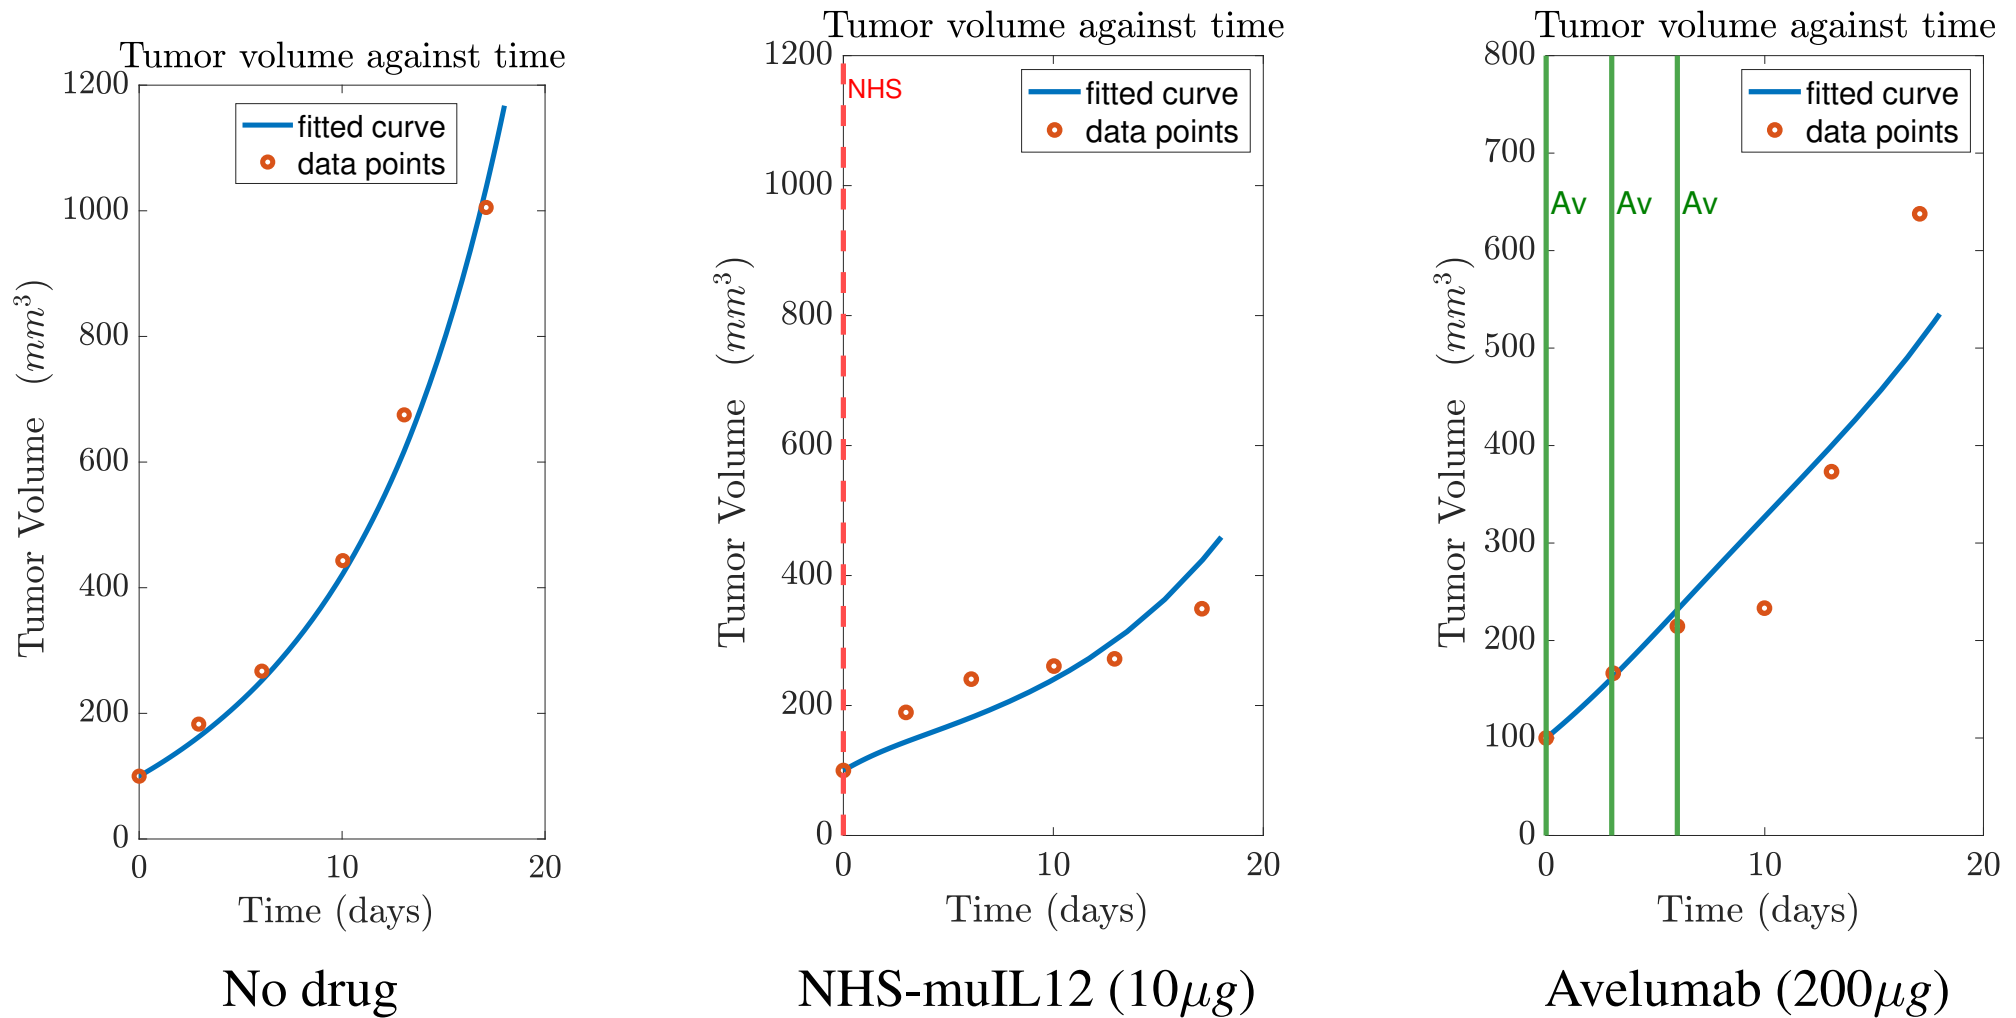 Tumor volume against time
1200
1000
800
600
400
200
0
0 10 20
Tumor Volume (mm³)
Time (days)
fitted curve
data points
No drug
Tumor volume against time
1200
1000
800
600
400
200
0
0 10 20
Tumor Volume (mm³)
Time (days)
NHS
fitted curve
data points
NHS-muIL12 (10μg)
Tumor volume against time
800
700
600
500
400
300
200
100
0
0 10 20
Tumor Volume (mm³)
Time (days)
Av Av Av
fitted curve
data points
Avelumab (200μg)